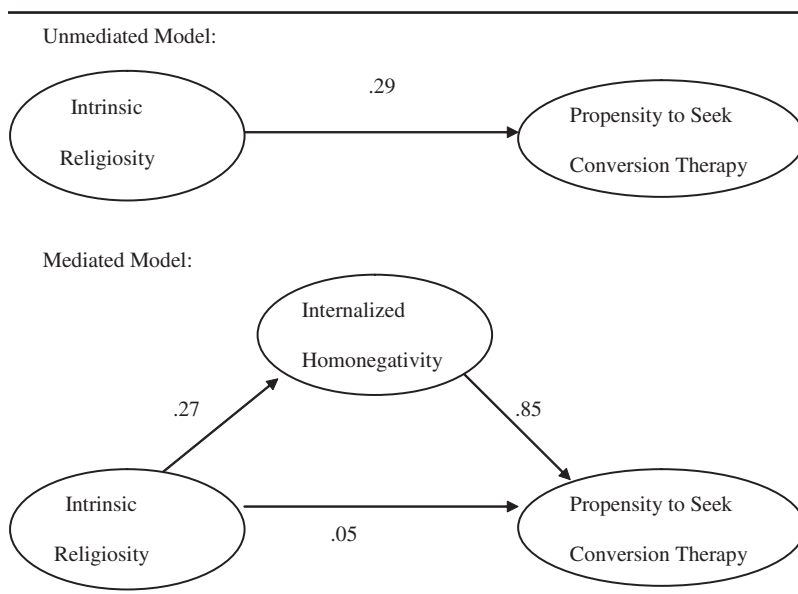 Unmediated Model:
.29
Intrinsic
Religiosity
Propensity to Seek
Conversion Therapy
Mediated Model:
Internalized
Homonegativity
.27
.85
Intrinsic
Religiosity
.05
Propensity to Seek
Conversion Therapy